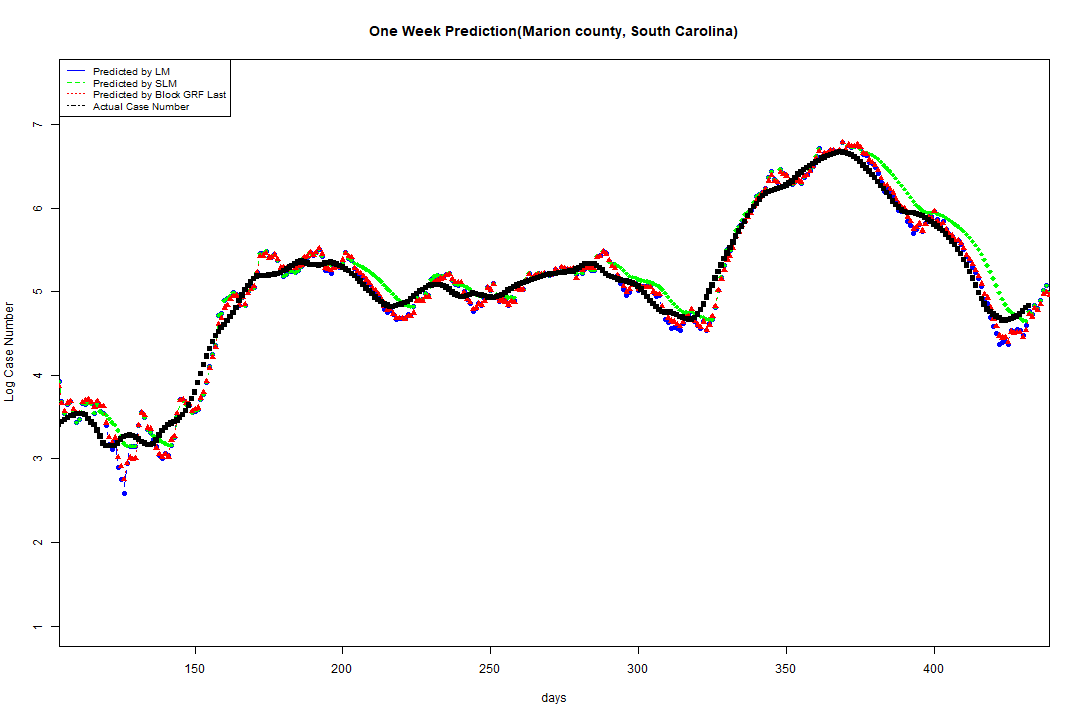 One Week Prediction(Marion county, South Carolina)
Predicted by LM
Predicted by SLM
Predicted by Block GRF Last
Actual Case Number
Log Case Number
7
6
5
4
3
2
1
150 200 250 300 350 400
days